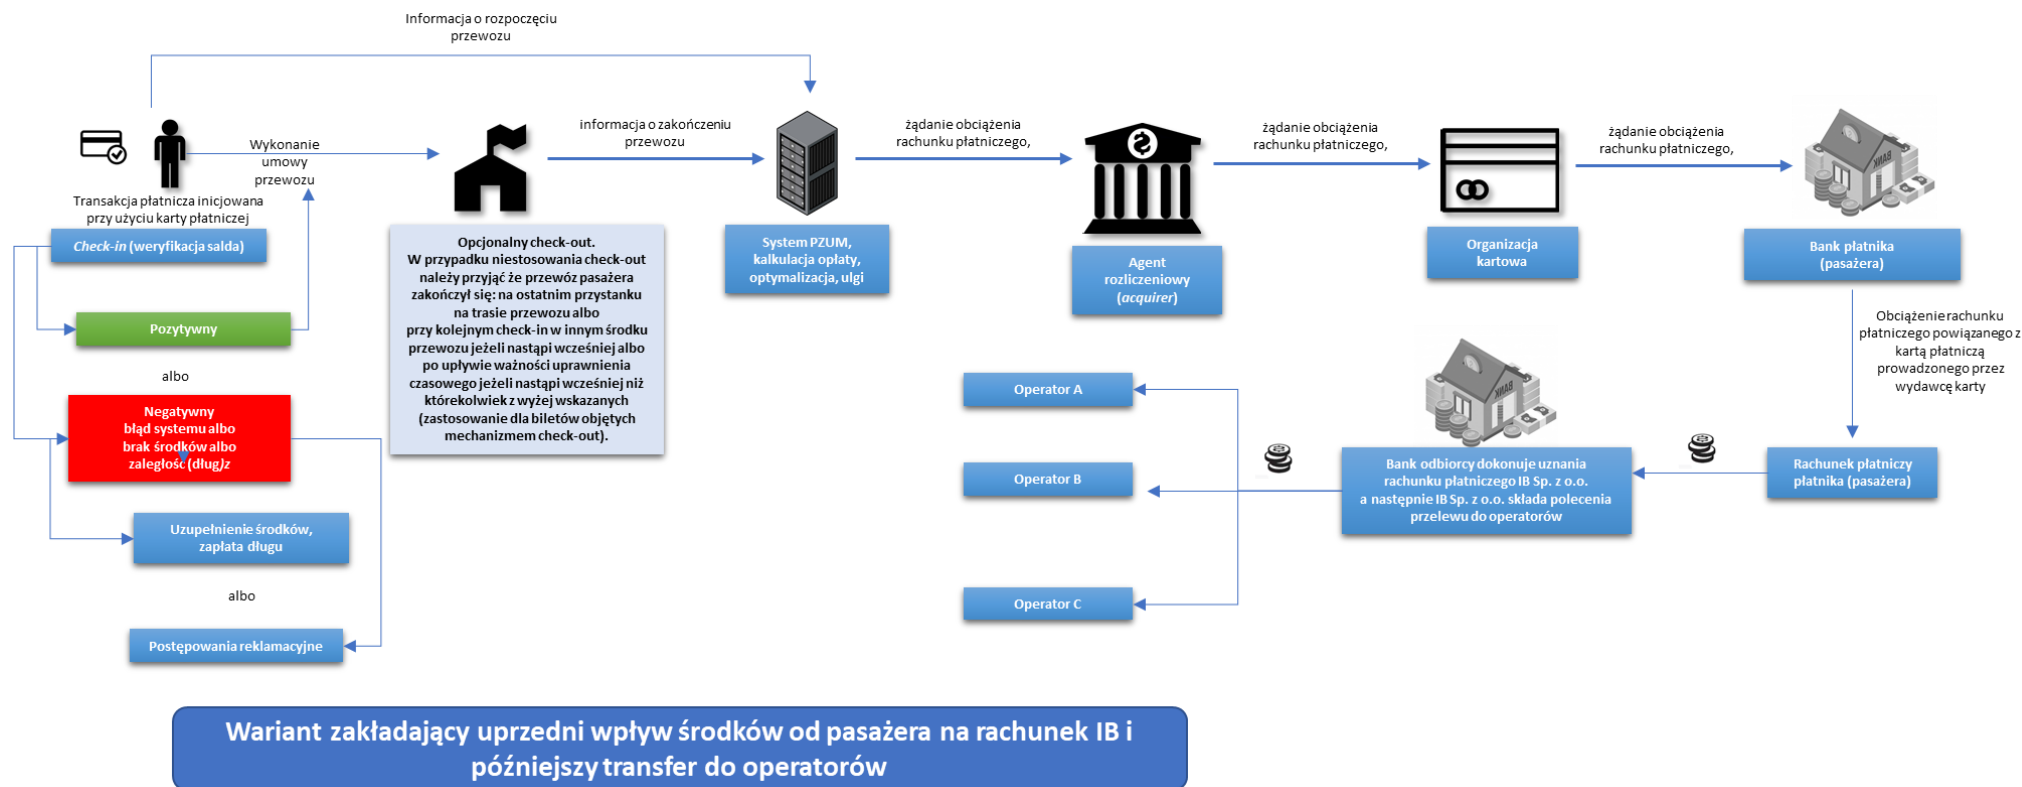 Informacja o rozpoczęciu
przewozu
Wykonanie
umowy
przewozu
informacja o zakończeniu
przewozu
żądanie obciążenia
rachunku płatniczego,
żądanie obciążenia
rachunku płatniczego,
żądanie obciążenia
rachunku płatniczego,
Transakcja płatnicza inicjowana
przy użyciu karty płatniczej
Check-in (weryfikacja salda)
Pozytywny
albo
Negatywny
błąd systemu albo
brak środków albo
zaległość (dług)z
Uzupełnienie środków,
zapłata długu
albo
Postępowania reklamacyjne
Opcjonalny check-out.
W przypadku niestosowania check-out
należy przyjąć że przewóz pasażera
zakończył się: na ostatnim przystanku
na trasie przewozu albo
przy kolejnym check-in w innym środku
przewozu jeżeli nastąpi wcześniej albo
po upływie ważności uprawnienia
czasowego jeżeli nastąpi wcześniej niż
którekolwiek z wyżej wskazanych
(zastosowanie dla biletów objętych
mechanizmem check-out).
System PZUM,
kalkulacja opłaty,
optymalizacja, ulgi
Agent
rozliczeniowy
(acquirer)
Organizacja
kartowa
BANK
Bank płatnika
(pasażera)
Obciążenie rachunku
płatniczego powiązanego z
kartą płatniczą
prowadzonego przez
wydawcę karty
Rachunek płatniczy
płatnika (pasażera)
BANK
Bank odbiorcy dokonuje uznania
rachunku płatniczego IB Sp. z o.o.
a następnie IB Sp. z o.o. składa polecenia
przelewu do operatorów
Operator A
Operator B
Operator C
Wariant zakładający uprzedni wpływ środków od pasażera na rachunek IB i
późniejszy transfer do operatorów